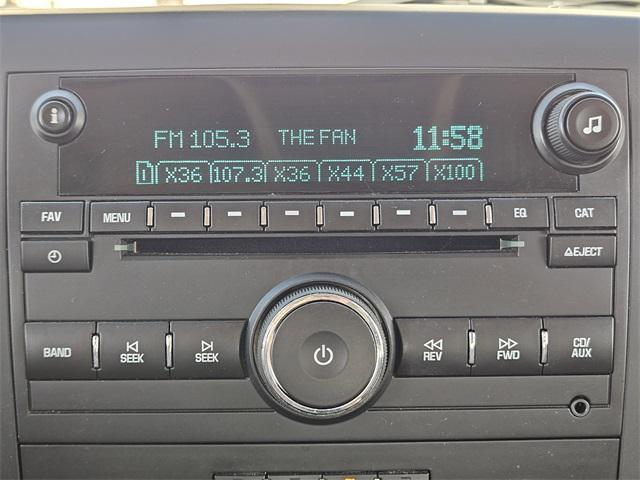 FM 105.3 THE FAN 11:58
1 X36 107.3 X36 X44 X57 X100
FAV MENU EQ CAT
EJECT
BAND SEEK SEEK REV FWD CD/
AUX